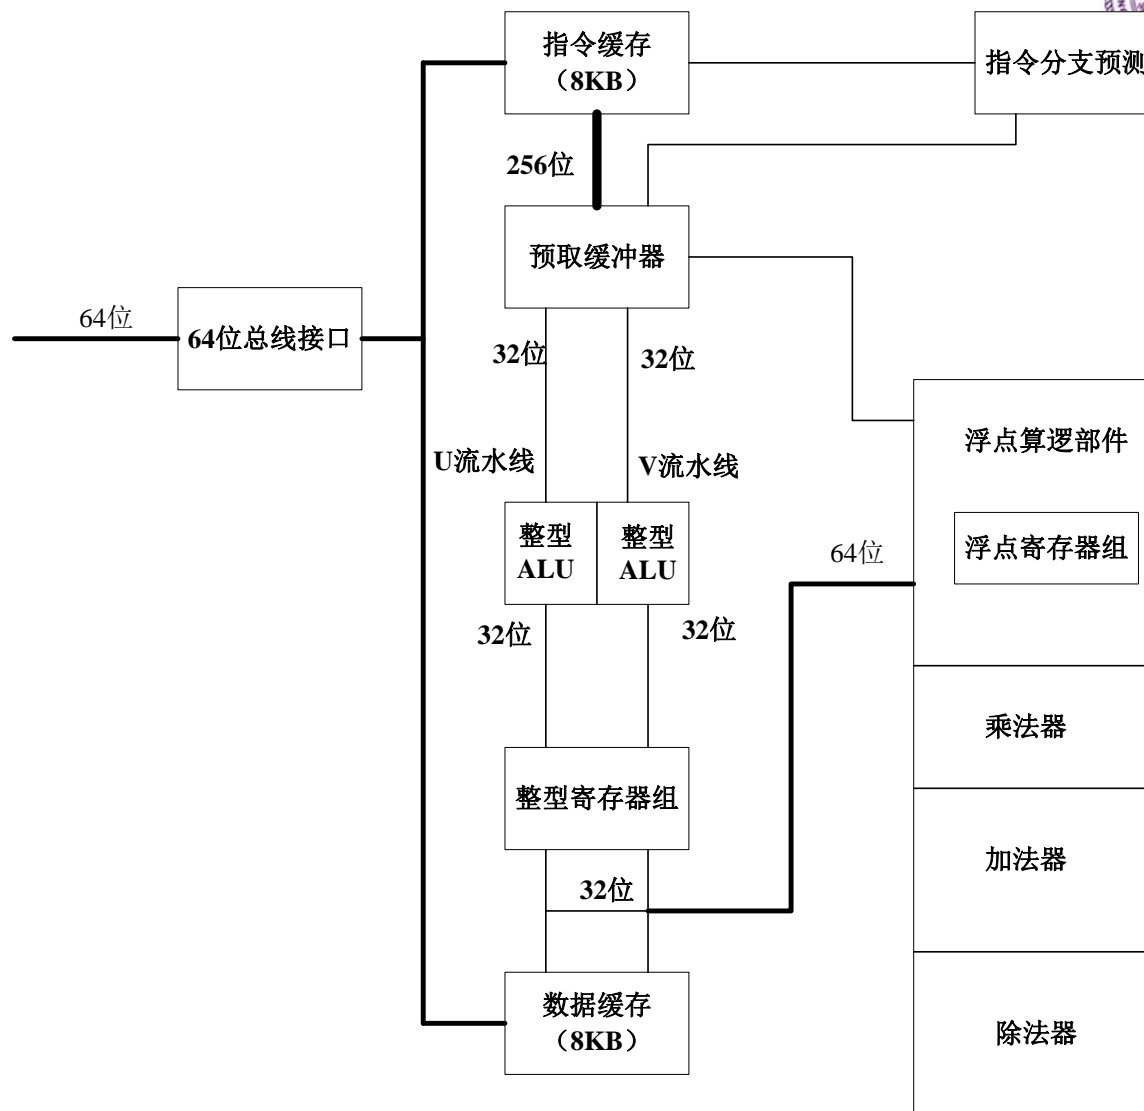 指令缓存
（8KB）
指令分支预测
256位
预取缓冲器
64位
64位总线接口
32位
32位
U流水线
V流水线
浮点算逻部件
整型
ALU
整型
ALU
浮点寄存器组
64位
32位
32位
乘法器
整型寄存器组
加法器
32位
数据缓存
（8KB）
除法器